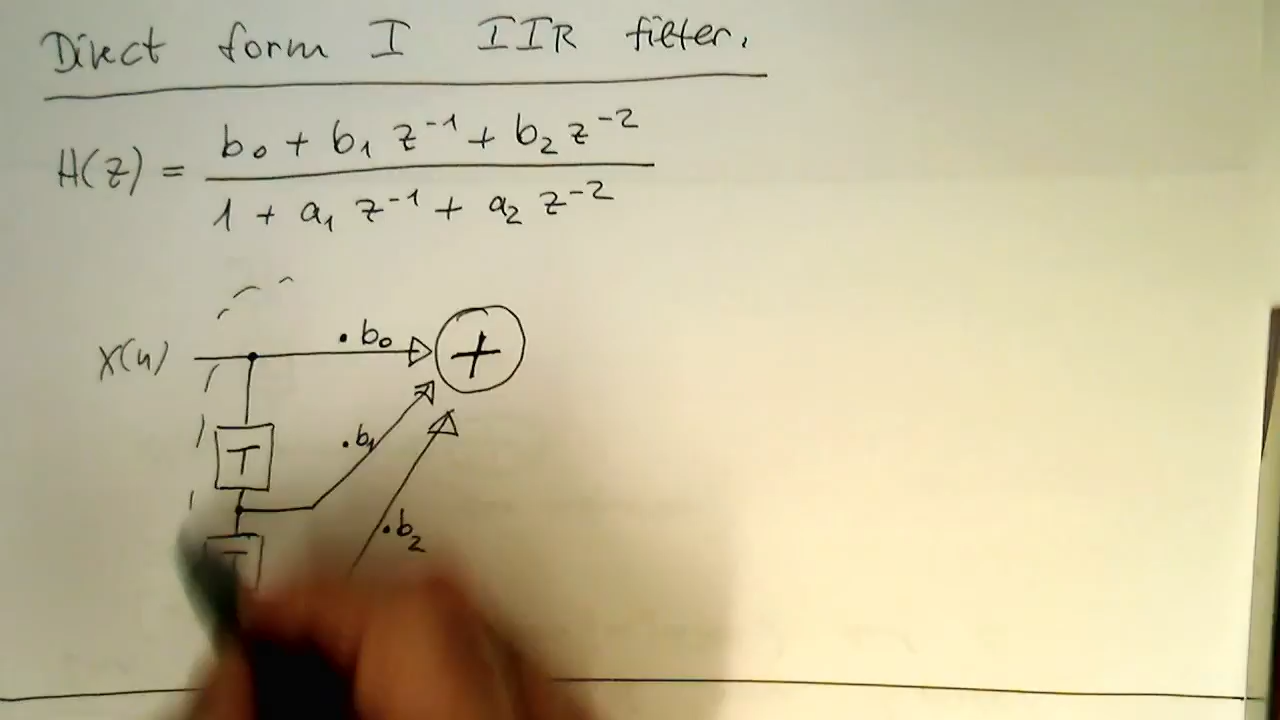 Direct form I IIR filter.
H(z) = b₀ + b₁ z⁻¹ + b₂ z⁻²
1 + a₁ z⁻¹ + a₂ z⁻²
x(n)
· b₀
+
T
· b₁
· b₂
T